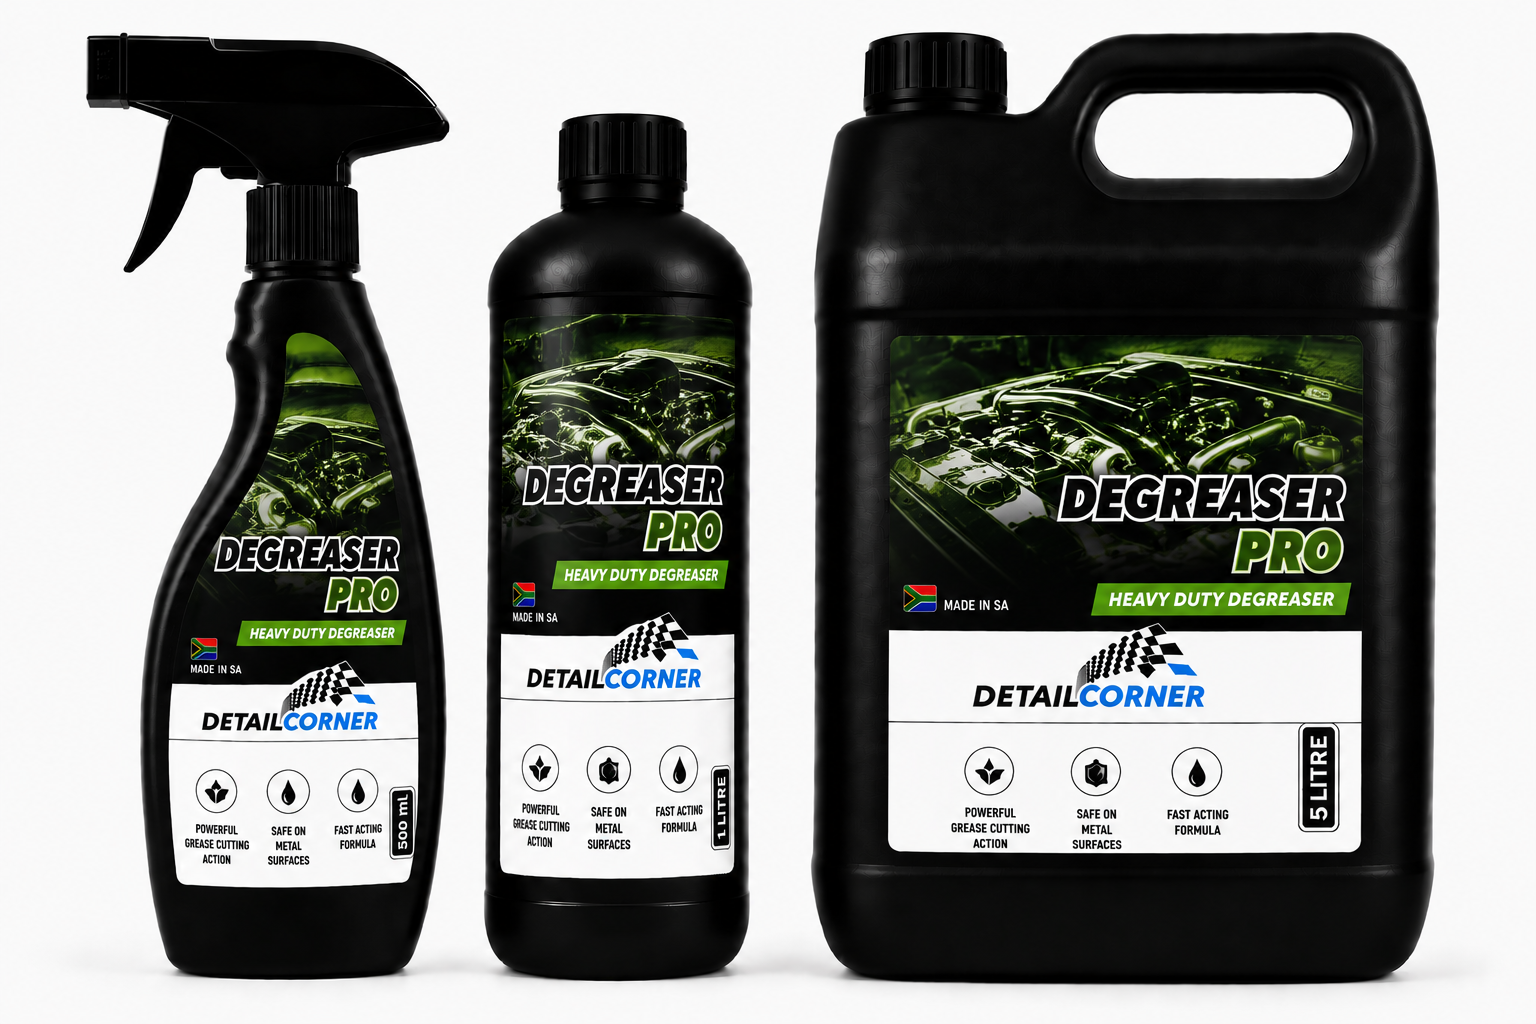 DEGREASER
PRO
HEAVY DUTY DEGREASER
MADE IN SA
DETAILCORNER
POWERFUL
GREASE CUTTING
ACTION
SAFE ON
METAL
SURFACES
FAST ACTING
FORMULA
500 ml
DEGREASER
PRO
HEAVY DUTY DEGREASER
MADE IN SA
DETAILCORNER
POWERFUL
GREASE CUTTING
ACTION
SAFE ON
METAL
SURFACES
FAST ACTING
FORMULA
1 LITRE
DEGREASER
PRO
HEAVY DUTY DEGREASER
MADE IN SA
DETAILCORNER
POWERFUL
GREASE CUTTING
ACTION
SAFE ON
METAL
SURFACES
FAST ACTING
FORMULA
5 LITRE